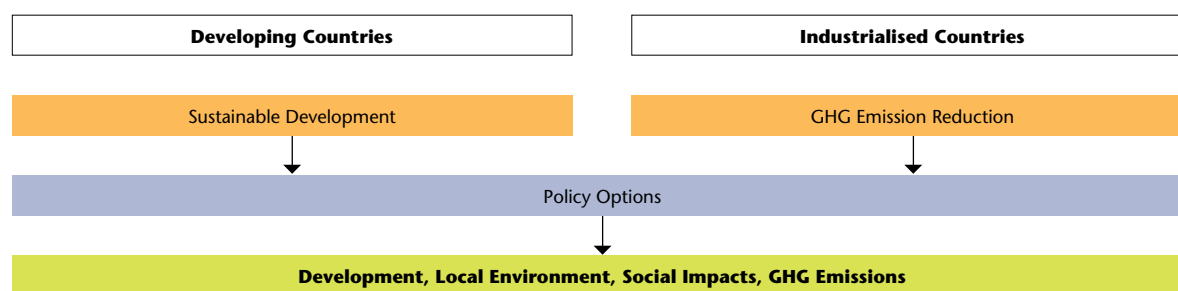 Developing Countries
Industrialised Countries
Sustainable Development
GHG Emission Reduction
Policy Options
Development, Local Environment, Social Impacts, GHG Emissions